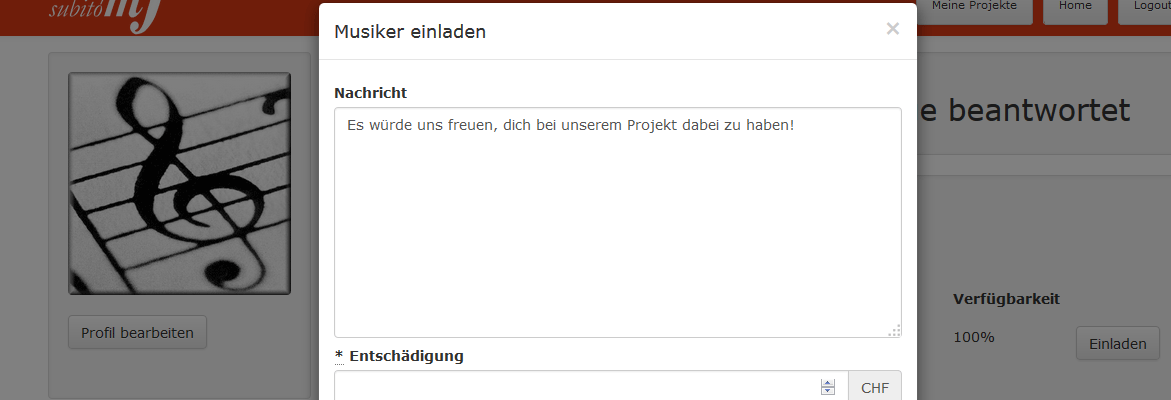 subitó mf
Meine Projekte
Home
Logout
Musiker einladen
×
Nachricht
e beantwortet
Es würde uns freuen, dich bei unserem Projekt dabei zu haben!
Verfügbarkeit
Profil bearbeiten
100%
Einladen
* Entschädigung
CHF